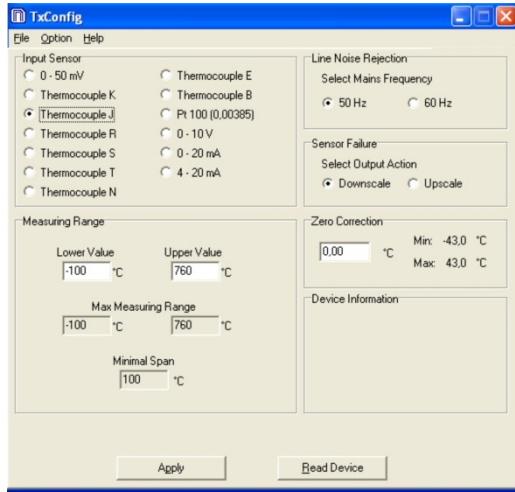 TxConfig
File Option Help
Input Sensor
0 - 50 mV
Thermocouple K
Thermocouple J
Thermocouple R
Thermocouple S
Thermocouple T
Thermocouple N
Thermocouple E
Thermocouple B
Pt 100 (0,00385)
0 - 10 V
0 - 20 mA
4 - 20 mA
Line Noise Rejection
Select Mains Frequency
50 Hz 60 Hz
Sensor Failure
Select Output Action
Downscale Upscale
Measuring Range
Lower Value Upper Value
-100 °C 760 °C
Max Measuring Range
-100 °C 760 °C
Minimal Span
100 °C
Zero Correction
0,00 °C
Min: -43,0 °C
Max: 43,0 °C
Device Information
Apply Read Device